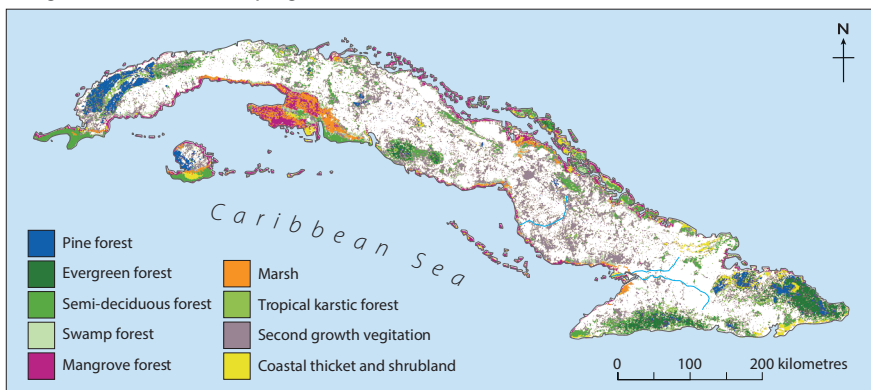 N
Caribbean Sea
Pine forest
Evergreen forest
Semi-deciduous forest
Swamp forest
Mangrove forest
Marsh
Tropical karstic forest
Second growth vegitation
Coastal thicket and shrubland
0 100 200 kilometres